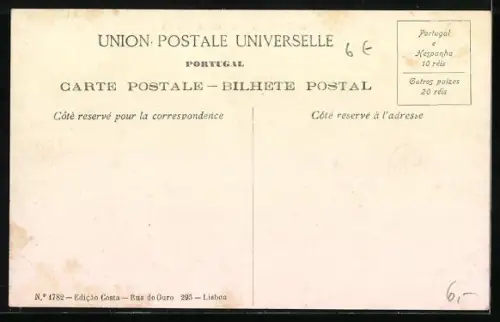 UNION POSTALE UNIVERSELLE
6 €
PORTUGAL
CARTE POSTALE — BILHETE POSTAL
Portugal
e
Hespanha
10 réis
Outros paizes
20 réis
Côté reservé pour la correspondence
Côté reservé à l'adresse
N.º 1782 — Edição Costa — Rua do Ouro 295 — Lisboa
6,-